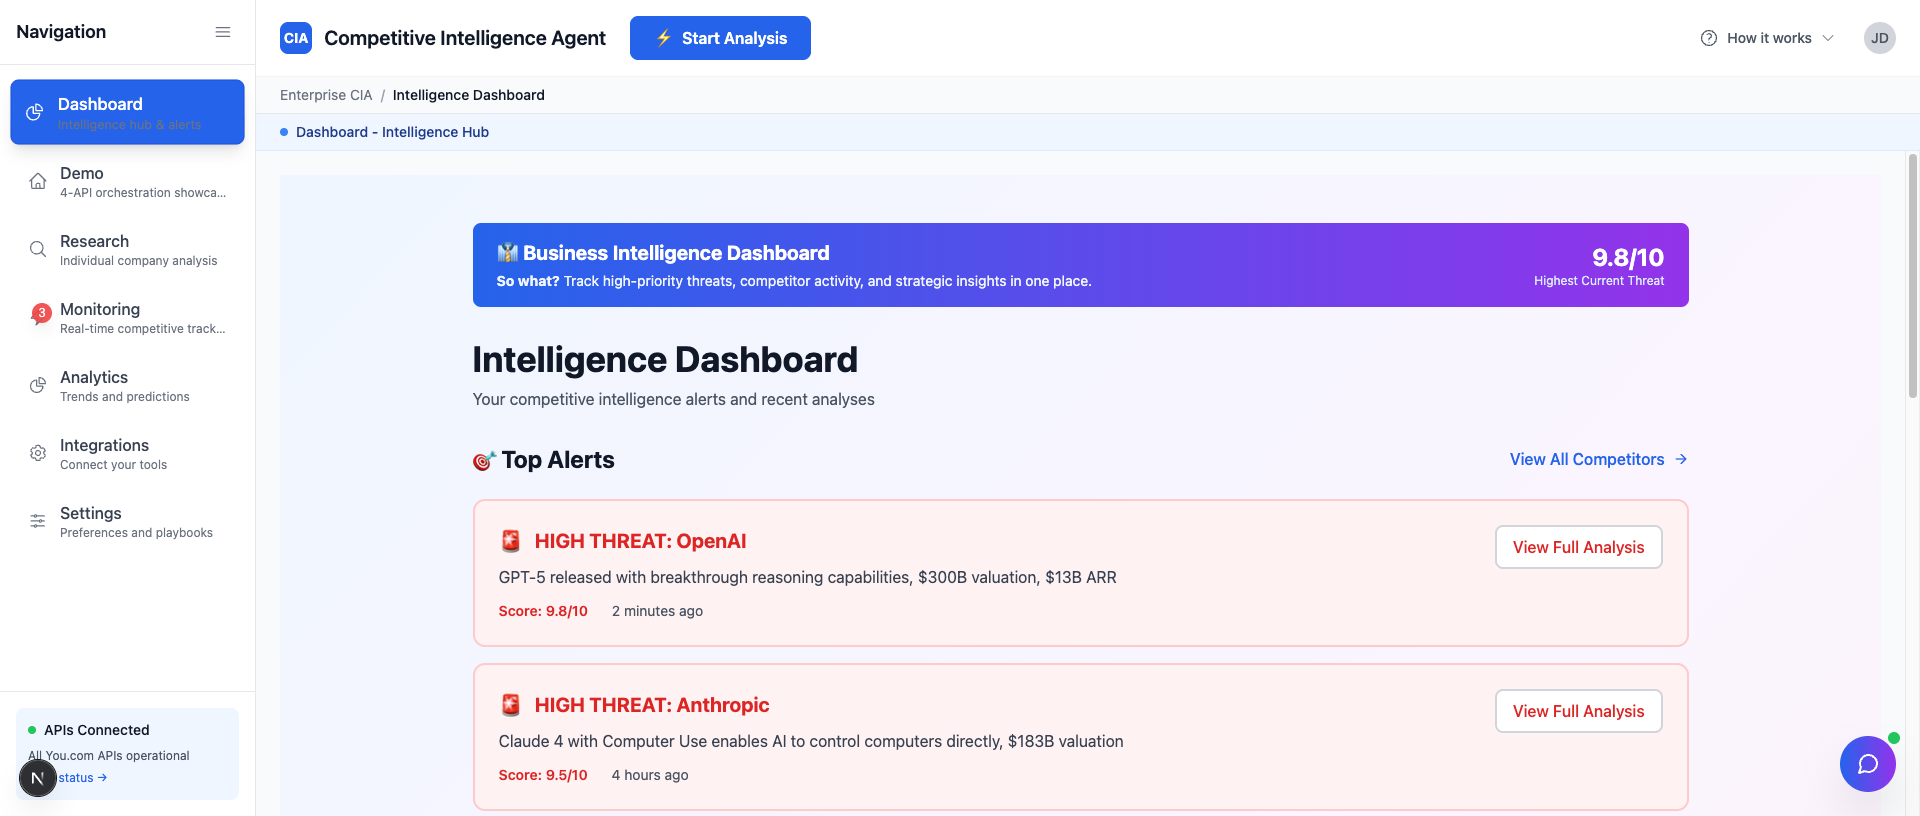 Navigation
Dashboard
Intelligence hub & alerts
Demo
4-API orchestration showca...
Research
Individual company analysis
3
Monitoring
Real-time competitive track...
Analytics
Trends and predictions
Integrations
Connect your tools
Settings
Preferences and playbooks
APIs Connected
All You.com APIs operational
N
status →
CIA
Competitive Intelligence Agent
⚡ Start Analysis
How it works
JD
Enterprise CIA / Intelligence Dashboard
Dashboard - Intelligence Hub
Business Intelligence Dashboard
So what? Track high-priority threats, competitor activity, and strategic insights in one place.
9.8/10
Highest Current Threat
Intelligence Dashboard
Your competitive intelligence alerts and recent analyses
🎯 Top Alerts
View All Competitors →
🚨 HIGH THREAT: OpenAI
GPT-5 released with breakthrough reasoning capabilities, $300B valuation, $13B ARR
Score: 9.8/10 2 minutes ago
View Full Analysis
🚨 HIGH THREAT: Anthropic
Claude 4 with Computer Use enables AI to control computers directly, $183B valuation
Score: 9.5/10 4 hours ago
View Full Analysis